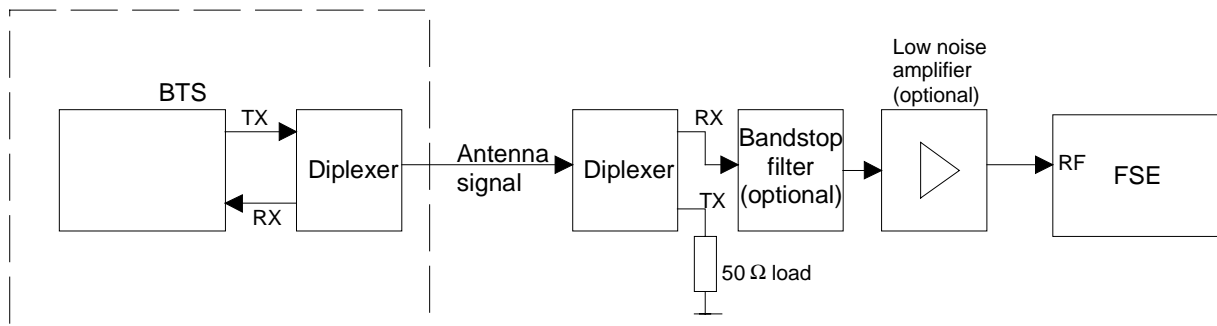 BTS
TX
RX
Diplexer
Antenna
signal
Diplexer
RX
TX
50 Ω load
Bandstop
filter
(optional)
Low noise
amplifier
(optional)
RF
FSE